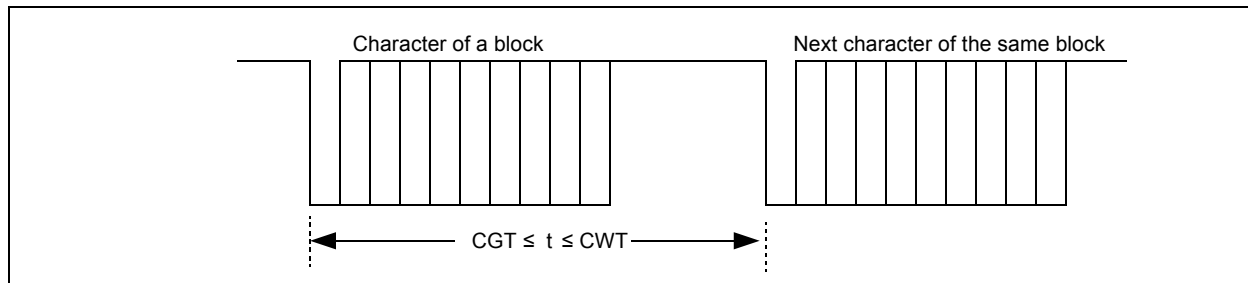 Character of a block
Next character of the same block
CGT ≤ t ≤ CWT